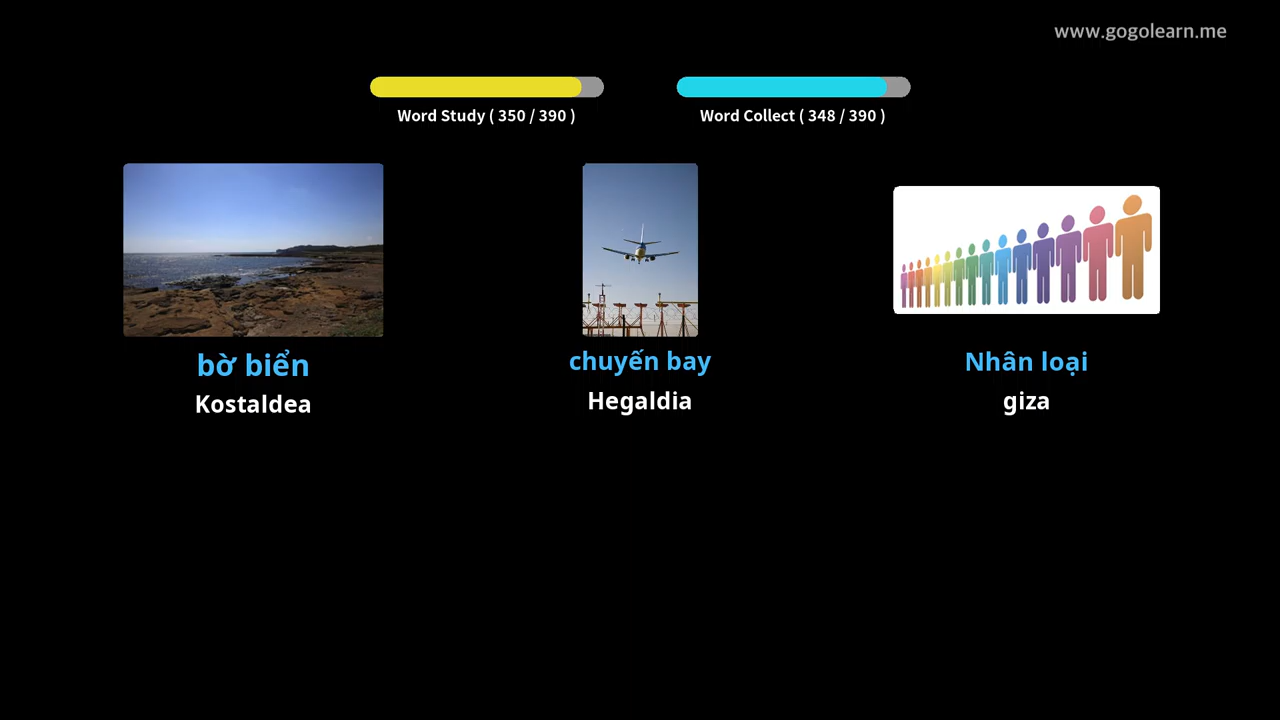 www.gogolearn.me
Word Study ( 350 / 390 )
Word Collect ( 348 / 390 )
bờ biển
Kostaldea
chuyến bay
Hegaldia
Nhân loại
giza